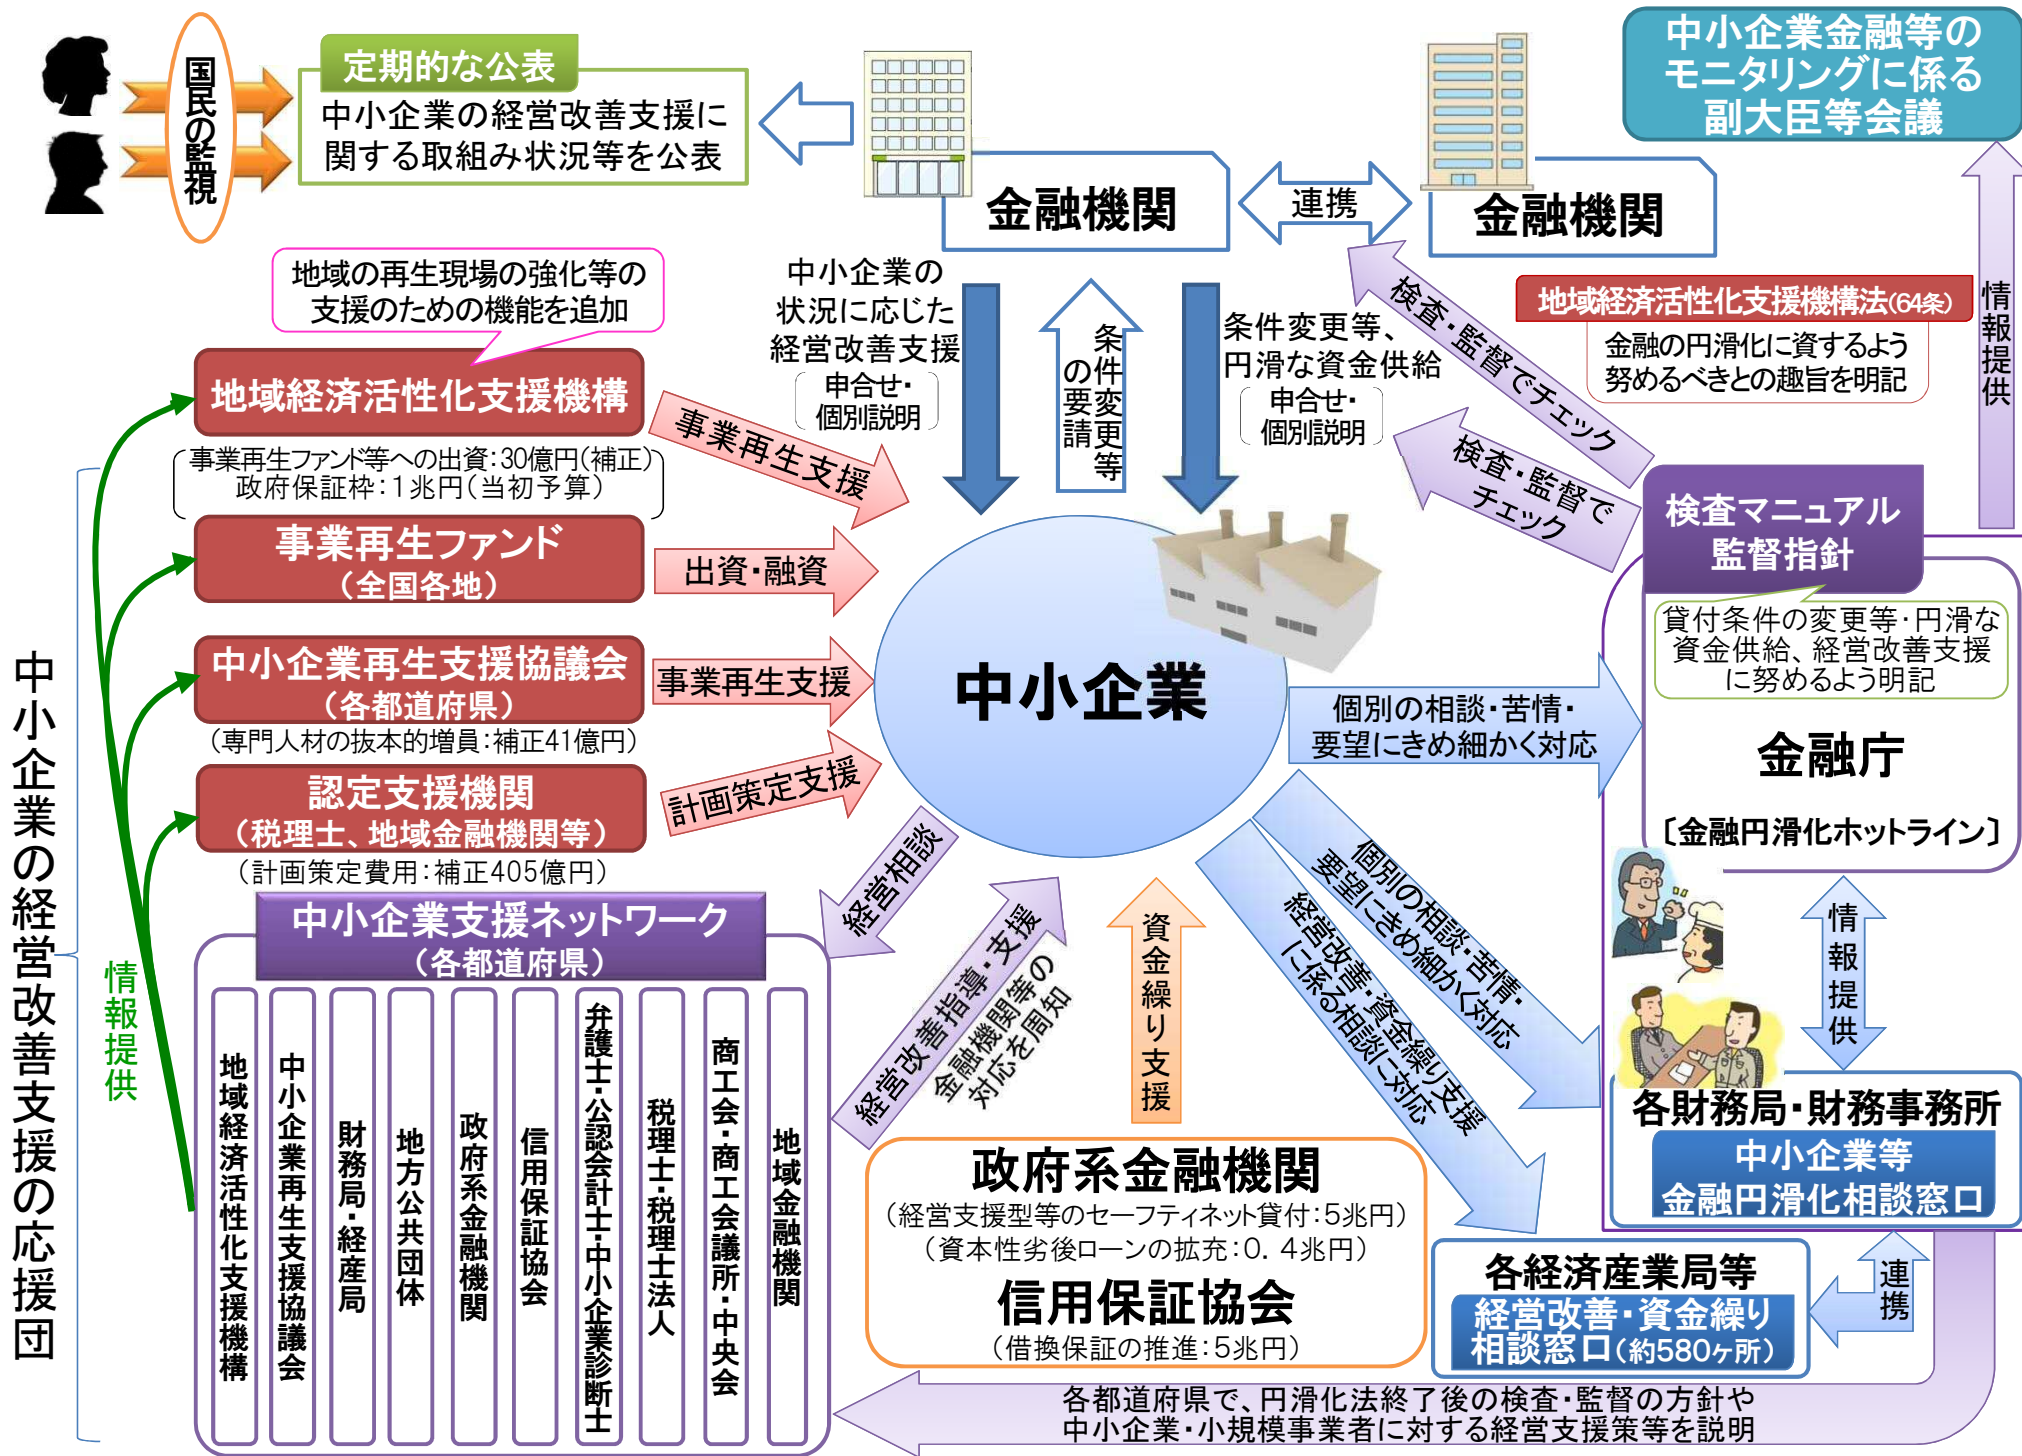 国民の監視
定期的な公表
中小企業の経営改善支援に
関する取組み状況等を公表
金融機関
連携
金融機関
中小企業金融等の
モニタリングに係る
副大臣等会議
情報提供
地域の再生現場の強化等の
支援のための機能を追加
地域経済活性化支援機構
事業再生ファンド等への出資：30億円（補正）
政府保証枠：１兆円（当初予算）
事業再生支援
事業再生ファンド
（全国各地）
出資・融資
中小企業再生支援協議会
（各都道府県）
（専門人材の抜本的増員：補正41億円）
事業再生支援
認定支援機関
（税理士、地域金融機関等）
（計画策定費用：補正405億円）
計画策定支援
中小企業の
状況に応じた
経営改善支援
申合せ・
個別説明
条件変更等
の要請
条件変更等、
円滑な資金供給
申合せ・
個別説明
検査・監督でチェック
検査・監督で
チェック
地域経済活性化支援機構法（64条）
金融の円滑化に資するよう
努めるべきとの趣旨を明記
検査マニュアル
監督指針
貸付条件の変更等・円滑な
資金供給、経営改善支援
に努めるよう明記
金融庁
〔金融円滑化ホットライン〕
中小企業
個別の相談・苦情・
要望にきめ細かく対応
個別の相談・苦情・
要望にきめ細かく対応
経営改善・資金繰り支援
に係る相談に対応
情報提供
各財務局・財務事務所
中小企業等
金融円滑化相談窓口
連携
各経済産業局等
経営改善・資金繰り
相談窓口（約580ヶ所）
資金繰り支援
政府系金融機関
（経営支援型等のセーフティネット貸付：5兆円）
（資本性劣後ローンの拡充：０．４兆円）
信用保証協会
（借換保証の推進：5兆円）
経営相談
経営改善指導・支援
金融機関等の
対応を周知
中小企業の経営改善支援の応援団
情報提供
中小企業支援ネットワーク
（各都道府県）
地域経済活性化支援機構
中小企業再生支援協議会
財務局・経産局
地方公共団体
政府系金融機関
信用保証協会
弁護士・公認会計士・中小企業診断士
税理士・税理士法人
商工会・商工会議所・中央会
地域金融機関
各都道府県で、円滑化法終了後の検査・監督の方針や
中小企業・小規模事業者に対する経営支援策等を説明